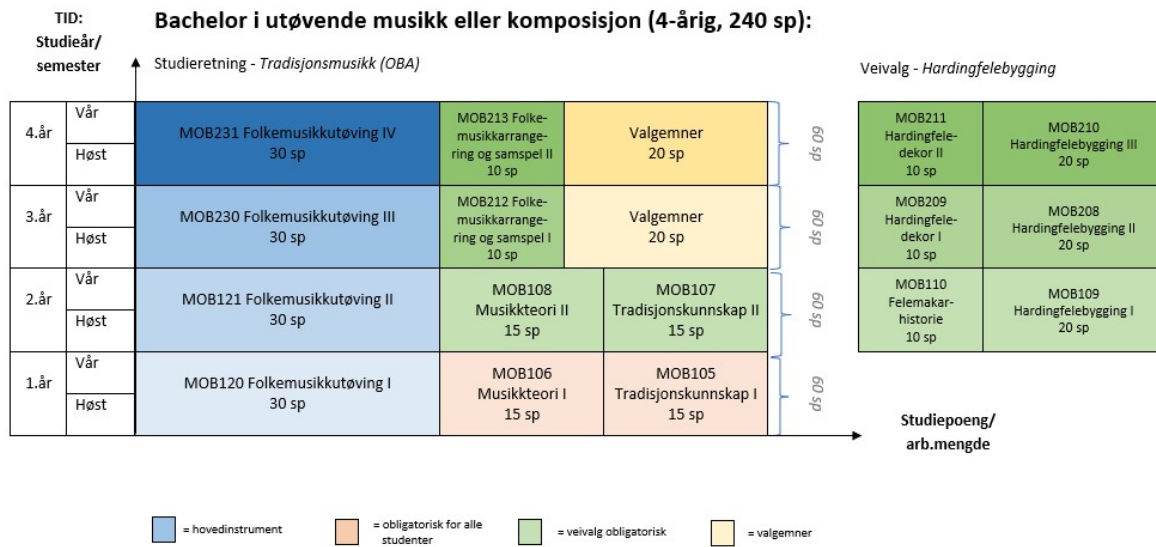 TID:
Studieår/
semester
Bachelor i utøvende musikk eller komposisjon (4-årig, 240 sp):
Studieretning - Tradisjonsmusikk (OBA)
Veivalg - Hardingfelebygging
4.år
Vår
Høst
MOB231 Folkemusikkutøving IV
30 sp
MOB213 Folke-
musikkarrange-
ring og samspel II
10 sp
Valgemner
20 sp
60 sp
MOB211
Hardingfele-
dekor II
10 sp
MOB210
Hardingfelebygging III
20 sp
3.år
Vår
Høst
MOB230 Folkemusikkutøving III
30 sp
MOB212 Folke-
musikkarrange-
ring og samspel I
10 sp
Valgemner
20 sp
60 sp
MOB209
Hardingfele-
dekor I
10 sp
MOB208
Hardingfelebygging II
20 sp
2.år
Vår
Høst
MOB121 Folkemusikkutøving II
30 sp
MOB108
Musikkteori II
15 sp
MOB107
Tradisjonskunnskap II
15 sp
60 sp
MOB110
Felemakar-
historie
10 sp
MOB109
Hardingfelebygging I
20 sp
1.år
Vår
Høst
MOB120 Folkemusikkutøving I
30 sp
MOB106
Musikkteori I
15 sp
MOB105
Tradisjonskunnskap I
15 sp
60 sp
Studiepoeng/
arb.mengde
= hovedinstrument
= obligatorisk for alle
studenter
= veivalg obligatorisk
= valgemner